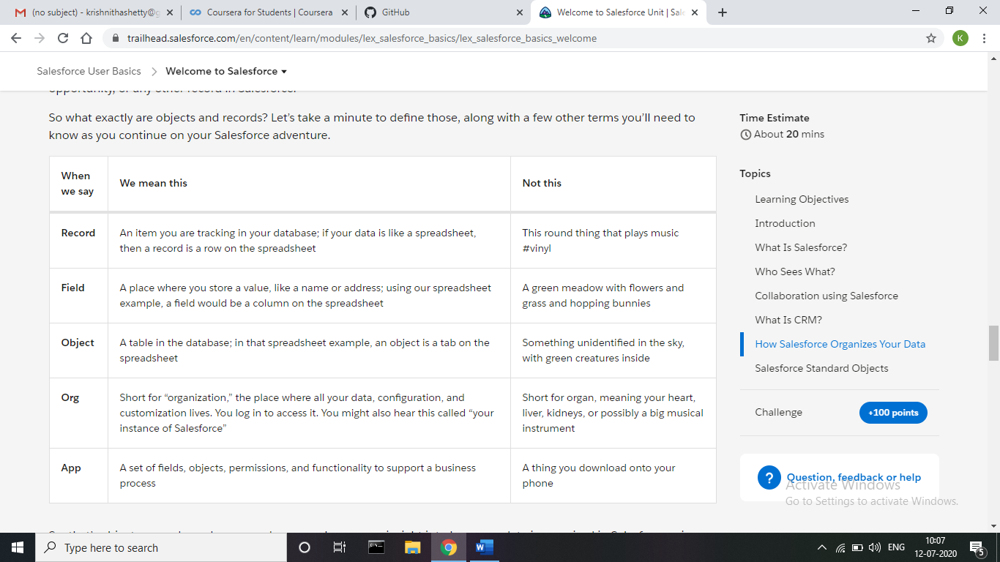 (no subject) - krishnithashetty@g
Coursera for Students | Coursera
GitHub
Welcome to Salesforce Unit | Sal
trailhead.salesforce.com/en/content/learn/modules/lex_salesforce_basics/lex_salesforce_basics_welcome
K
Salesforce User Basics > Welcome to Salesforce
opportunity, or any other record in Salesforce.
So what exactly are objects and records? Let’s take a minute to define those, along with a few other terms you’ll need to
know as you continue on your Salesforce adventure.
When
we say
We mean this
Not this
Record
An item you are tracking in your database; if your data is like a spreadsheet,
then a record is a row on the spreadsheet
This round thing that plays music
#vinyl
Field
A place where you store a value, like a name or address; using our spreadsheet
example, a field would be a column on the spreadsheet
A green meadow with flowers and
grass and hopping bunnies
Object
A table in the database; in that spreadsheet example, an object is a tab on the
spreadsheet
Something unidentified in the sky,
with green creatures inside
Org
Short for “organization,” the place where all your data, configuration, and
customization lives. You log in to access it. You might also hear this called “your
instance of Salesforce”
Short for organ, meaning your heart,
liver, kidneys, or possibly a big musical
instrument
App
A set of fields, objects, permissions, and functionality to support a business
process
A thing you download onto your
phone
Time Estimate
About 20 mins
Topics
Learning Objectives
Introduction
What Is Salesforce?
Who Sees What?
Collaboration using Salesforce
What Is CRM?
How Salesforce Organizes Your Data
Salesforce Standard Objects
Challenge
+100 points
? Question, feedback or help
Activate Windows
Go to Settings to activate Windows.
Type here to search
ENG
10:07
12-07-2020
5